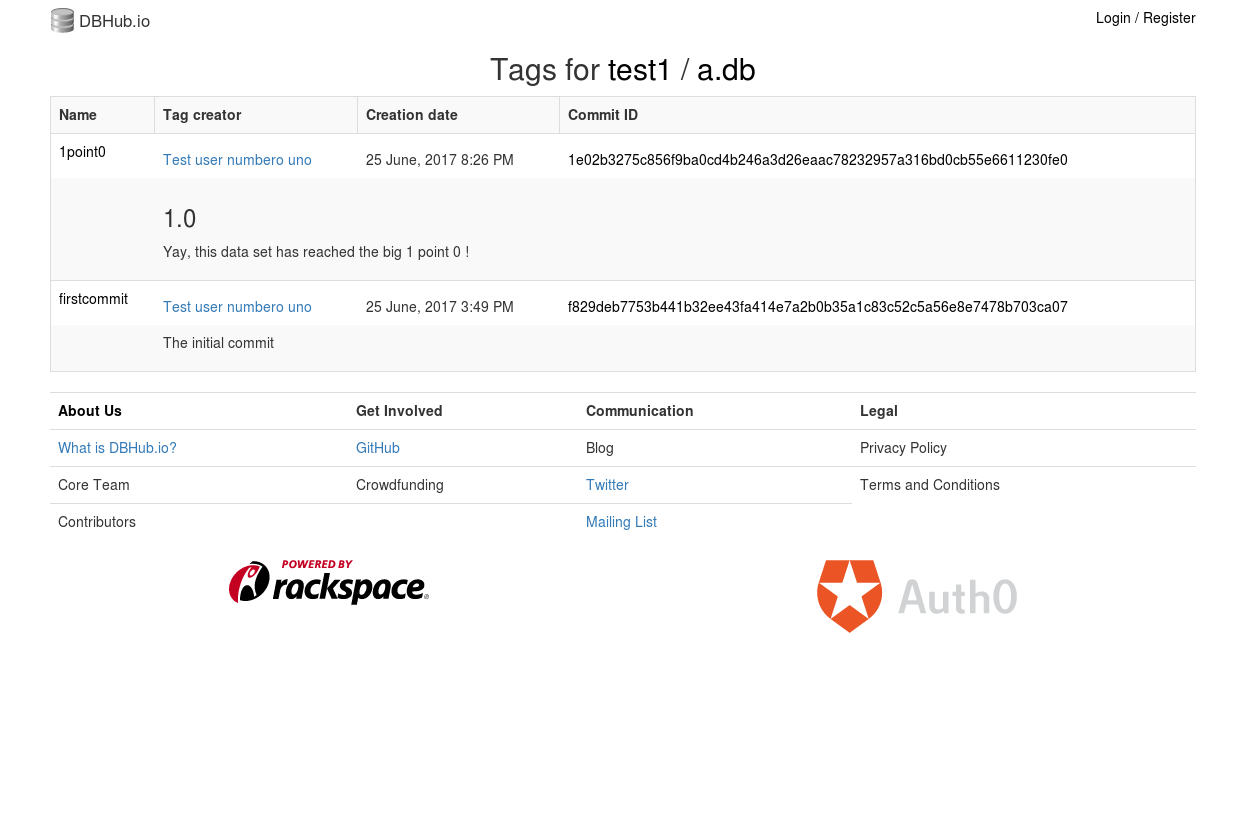 DBHub.io
Login / Register
Tags for test1 / a.db
Name Tag creator Creation date Commit ID
1point0 Test user numbero uno 25 June, 2017 8:26 PM 1e02b3275c856f9ba0cd4b246a3d26eaac78232957a316bd0cb55e6611230fe0
1.0
Yay, this data set has reached the big 1 point 0 !
firstcommit Test user numbero uno 25 June, 2017 3:49 PM f829deb7753b441b32ee43fa414e7a2b0b35a1c83c52c5a56e8e7478b703ca07
The initial commit
About Us Get Involved Communication Legal
What is DBHub.io? GitHub Blog Privacy Policy
Core Team Crowdfunding Twitter Terms and Conditions
Contributors Mailing List
POWERED BY
rackspace®
Auth0